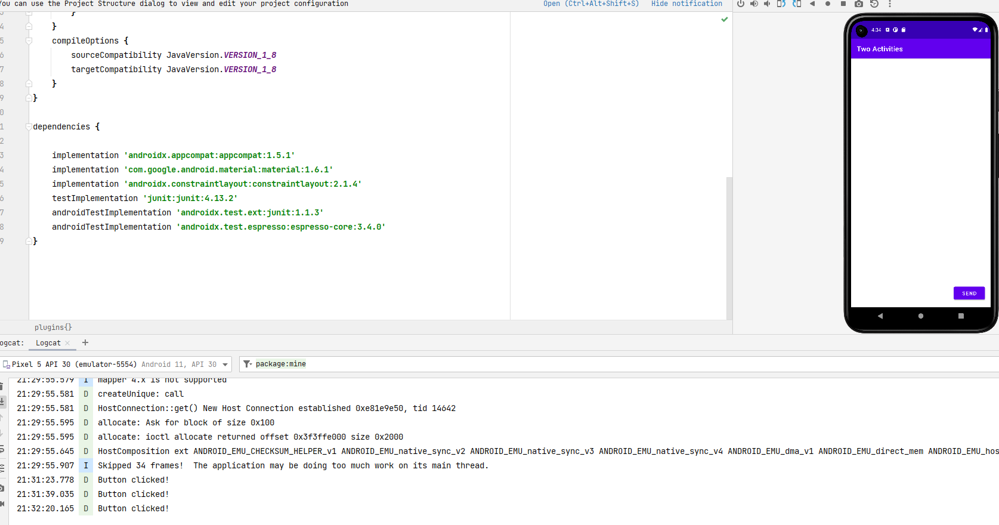 You can use the Project Structure dialog to view and edit your project configuration
Open (Ctrl+Alt+Shift+S) Hide notification
}
}
compileOptions {
sourceCompatibility JavaVersion.VERSION_1_8
targetCompatibility JavaVersion.VERSION_1_8
}
}
dependencies {
implementation 'androidx.appcompat:appcompat:1.5.1'
implementation 'com.google.android.material:material:1.6.1'
implementation 'androidx.constraintlayout:constraintlayout:2.1.4'
testImplementation 'junit:junit:4.13.2'
androidTestImplementation 'androidx.test.ext:junit:1.1.3'
androidTestImplementation 'androidx.test.espresso:espresso-core:3.4.0'
}
plugins{}
4:34
Two Activities
SEND
ogcat: Logcat
Pixel 5 API 30 (emulator-5554) Android 11, API 30
package:mine
21:29:55.579 I mapper 4.x is not supported
21:29:55.581 D createUnique: call
21:29:55.581 D HostConnection::get() New Host Connection established 0xe81e9e50, tid 14642
21:29:55.595 D allocate: Ask for block of size 0x100
21:29:55.595 D allocate: ioctl allocate returned offset 0x3f3ffe000 size 0x2000
21:29:55.645 D HostComposition ext ANDROID_EMU_CHECKSUM_HELPER_v1 ANDROID_EMU_native_sync_v2 ANDROID_EMU_native_sync_v3 ANDROID_EMU_native_sync_v4 ANDROID_EMU_dma_v1 ANDROID_EMU_direct_mem ANDROID_EMU_hos
21:29:55.907 I Skipped 34 frames! The application may be doing too much work on its main thread.
21:31:23.778 D Button clicked!
21:31:39.035 D Button clicked!
21:32:20.165 D Button clicked!